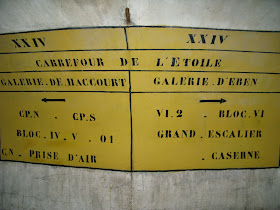 XXIV XXIV
CARREFOUR DE L'ETOILE
GALERIE.DE HACCOURT GALERIE.D'EBEN
CP.N . CP.S
BLOC.IV.V . O1
C.N . PRISE D'AIR
VI.2 . BLOC.VI
GRAND.ESCALIER
. CASERNE